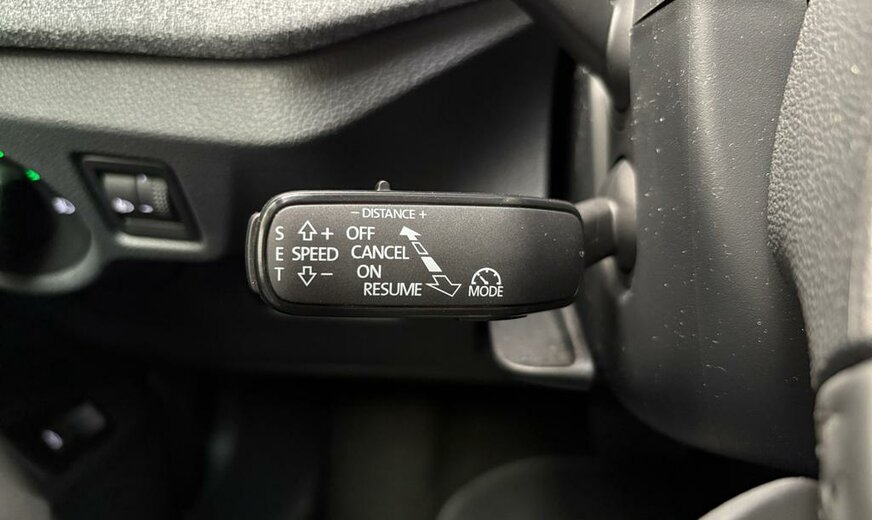 − DISTANCE +
S + OFF
E SPEED CANCEL
T − ON
RESUME MODE